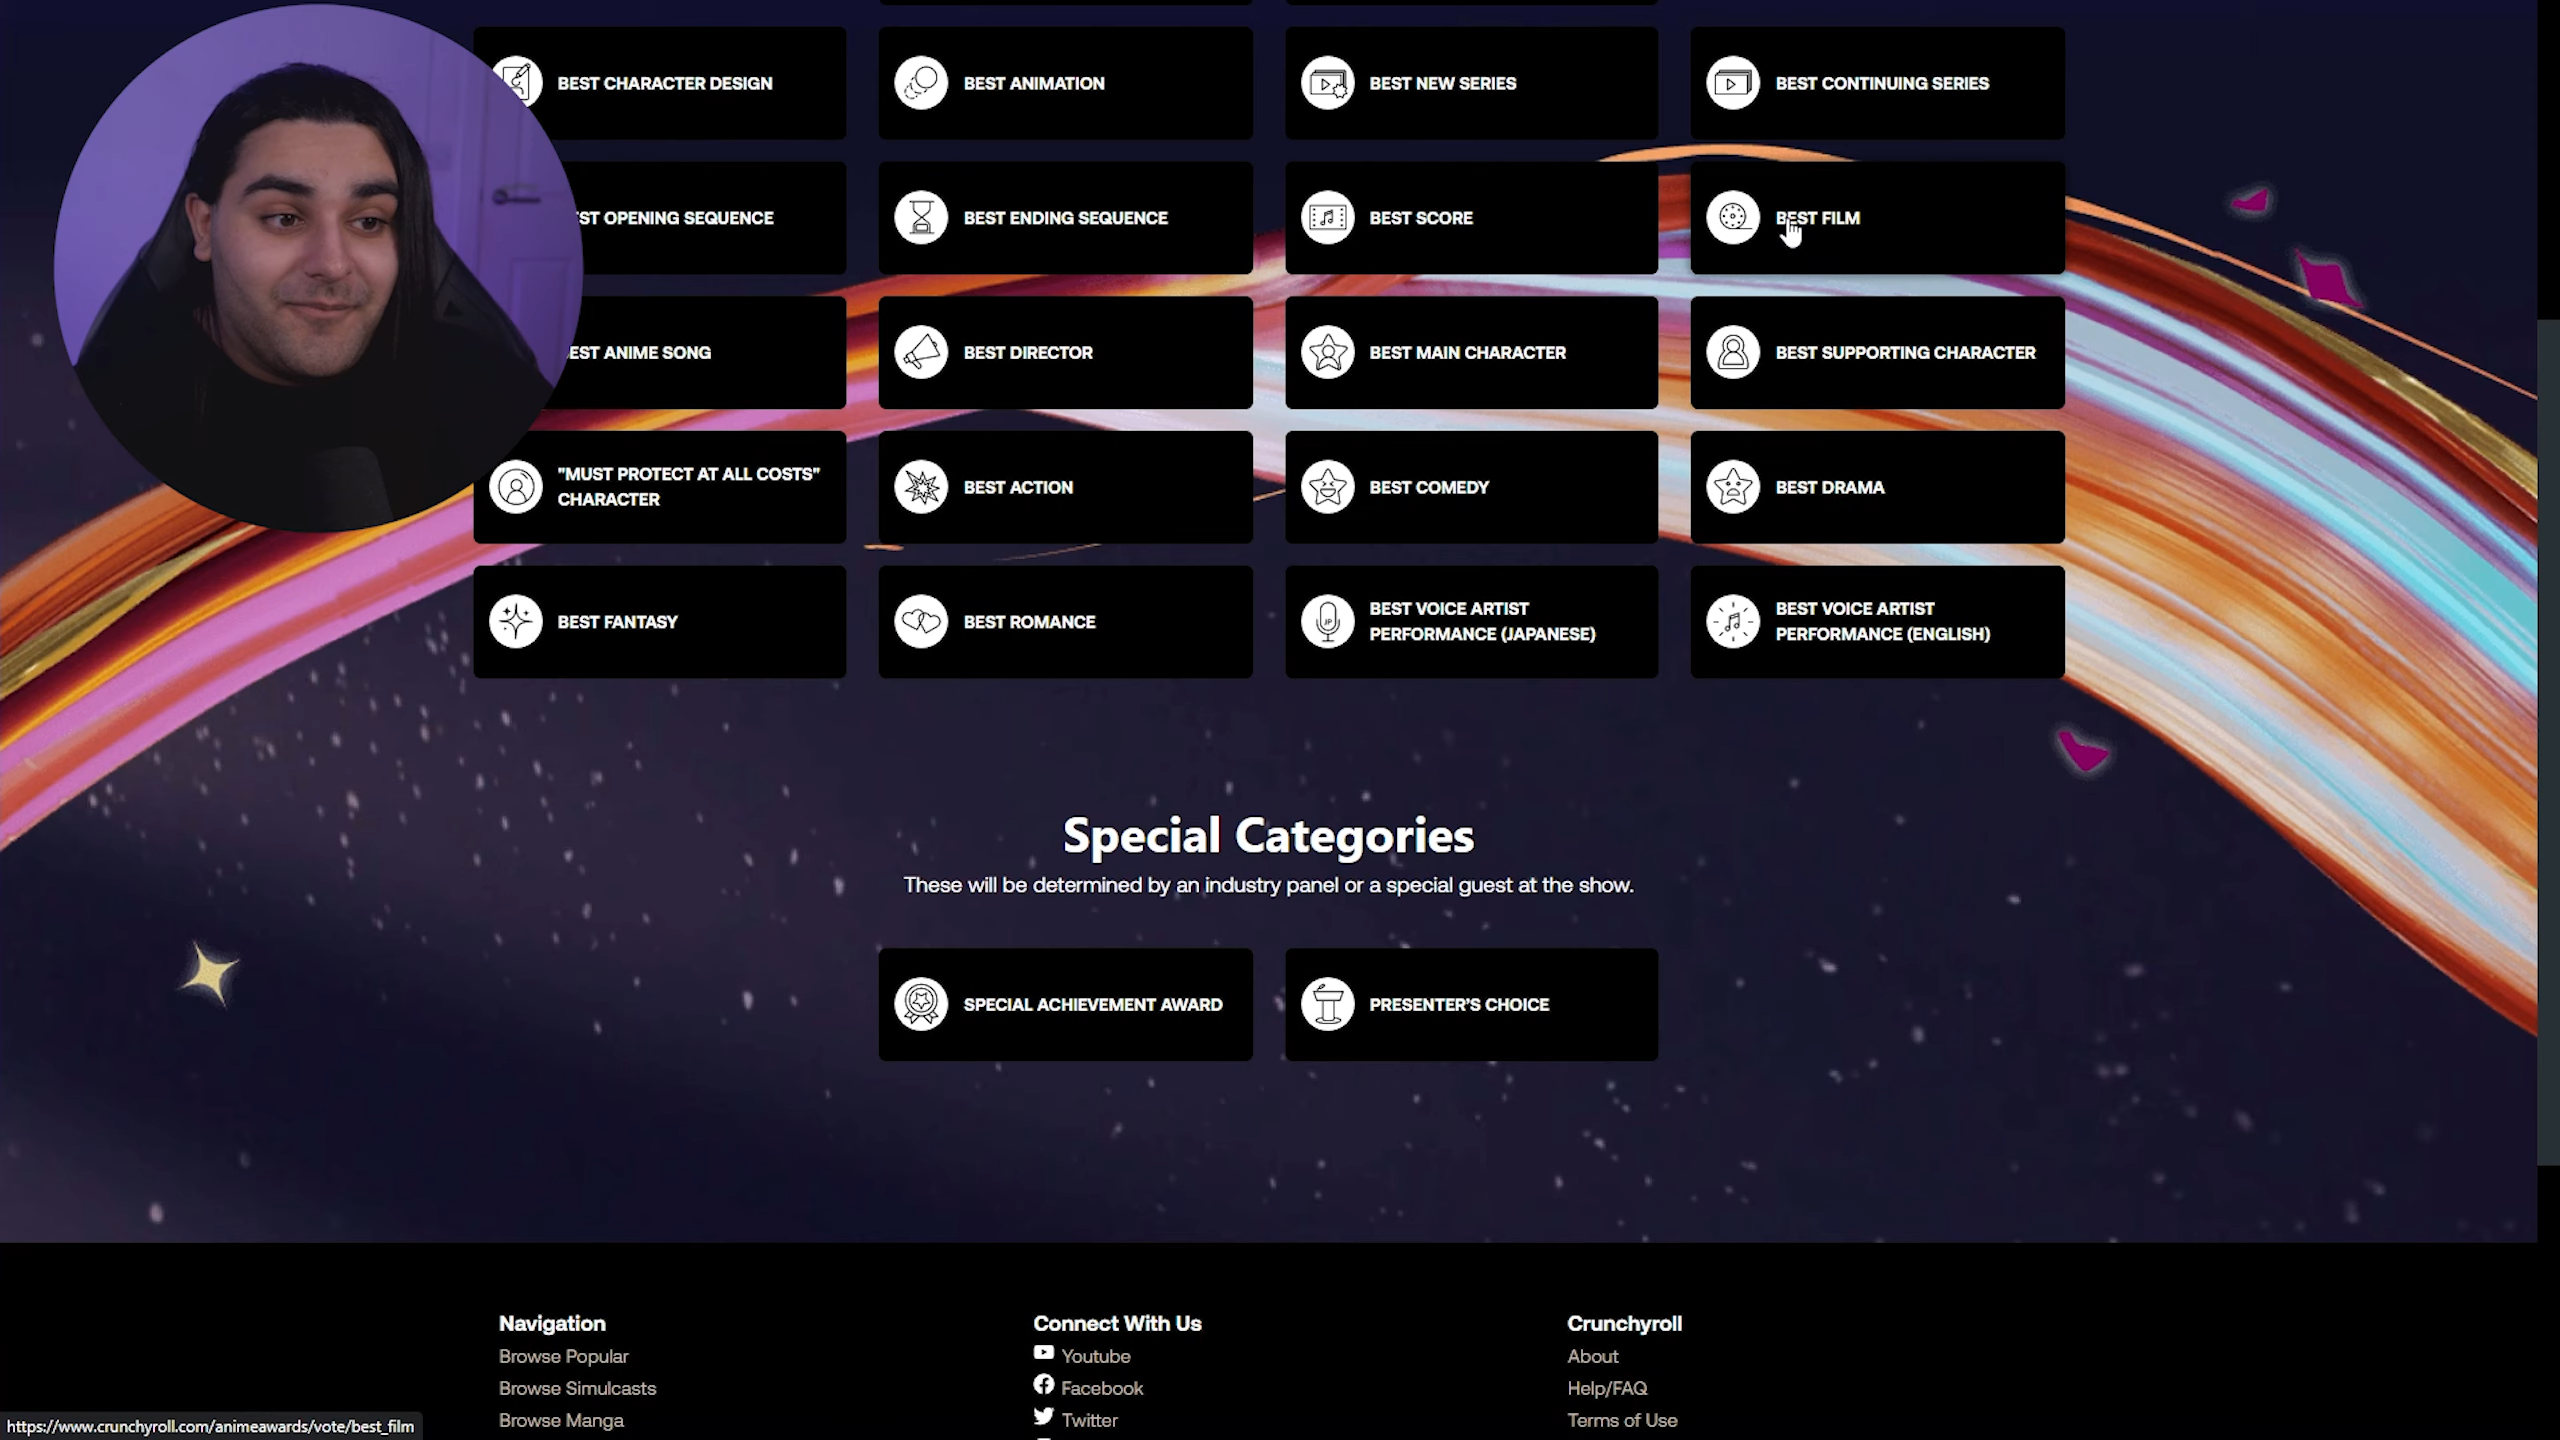 BEST CHARACTER DESIGN
BEST ANIMATION
BEST NEW SERIES
BEST CONTINUING SERIES
ST OPENING SEQUENCE
BEST ENDING SEQUENCE
BEST SCORE
BEST FILM
EST ANIME SONG
BEST DIRECTOR
BEST MAIN CHARACTER
BEST SUPPORTING CHARACTER
"MUST PROTECT AT ALL COSTS"
CHARACTER
BEST ACTION
BEST COMEDY
BEST DRAMA
BEST FANTASY
BEST ROMANCE
JP
BEST VOICE ARTIST
PERFORMANCE (JAPANESE)
BEST VOICE ARTIST
PERFORMANCE (ENGLISH)
Special Categories
These will be determined by an industry panel or a special guest at the show.
SPECIAL ACHIEVEMENT AWARD
PRESENTER'S CHOICE
Navigation
Browse Popular
Browse Simulcasts
Browse Manga
Connect With Us
Youtube
Facebook
Twitter
Crunchyroll
About
Help/FAQ
Terms of Use
https://www.crunchyroll.com/animeawards/vote/best_film